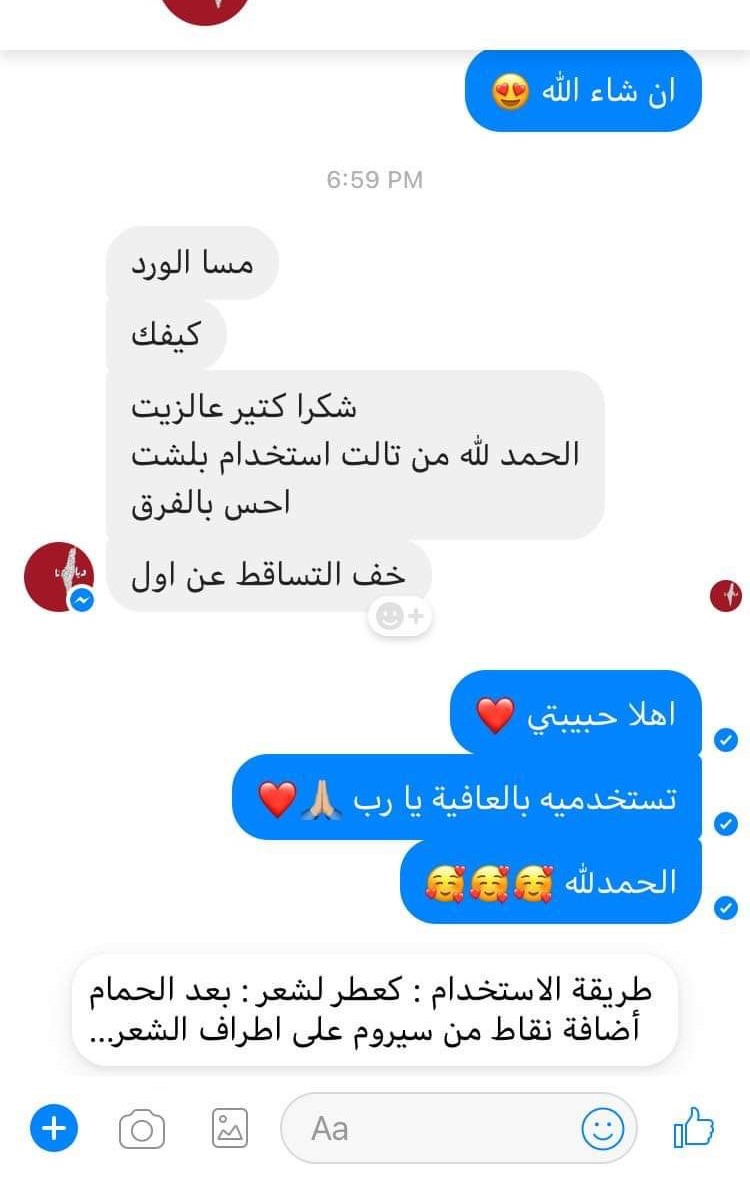 ان شاء الله 😍
6:59 PM
مسا الورد
كيفك
شكرا كتير عالزيت
الحمد لله من تالت استخدام بلشت
احس بالفرق
خف التساقط عن اول
اهلا حبيبتي ❤️
تستخدميه بالعافية يا رب 🙏🏼❤️
الحمدلله 🥰🥰🥰
طريقة الاستخدام : كعطر لشعر : بعد الحمام
أضافة نقاط من سيروم على اطراف الشعر...
Aa